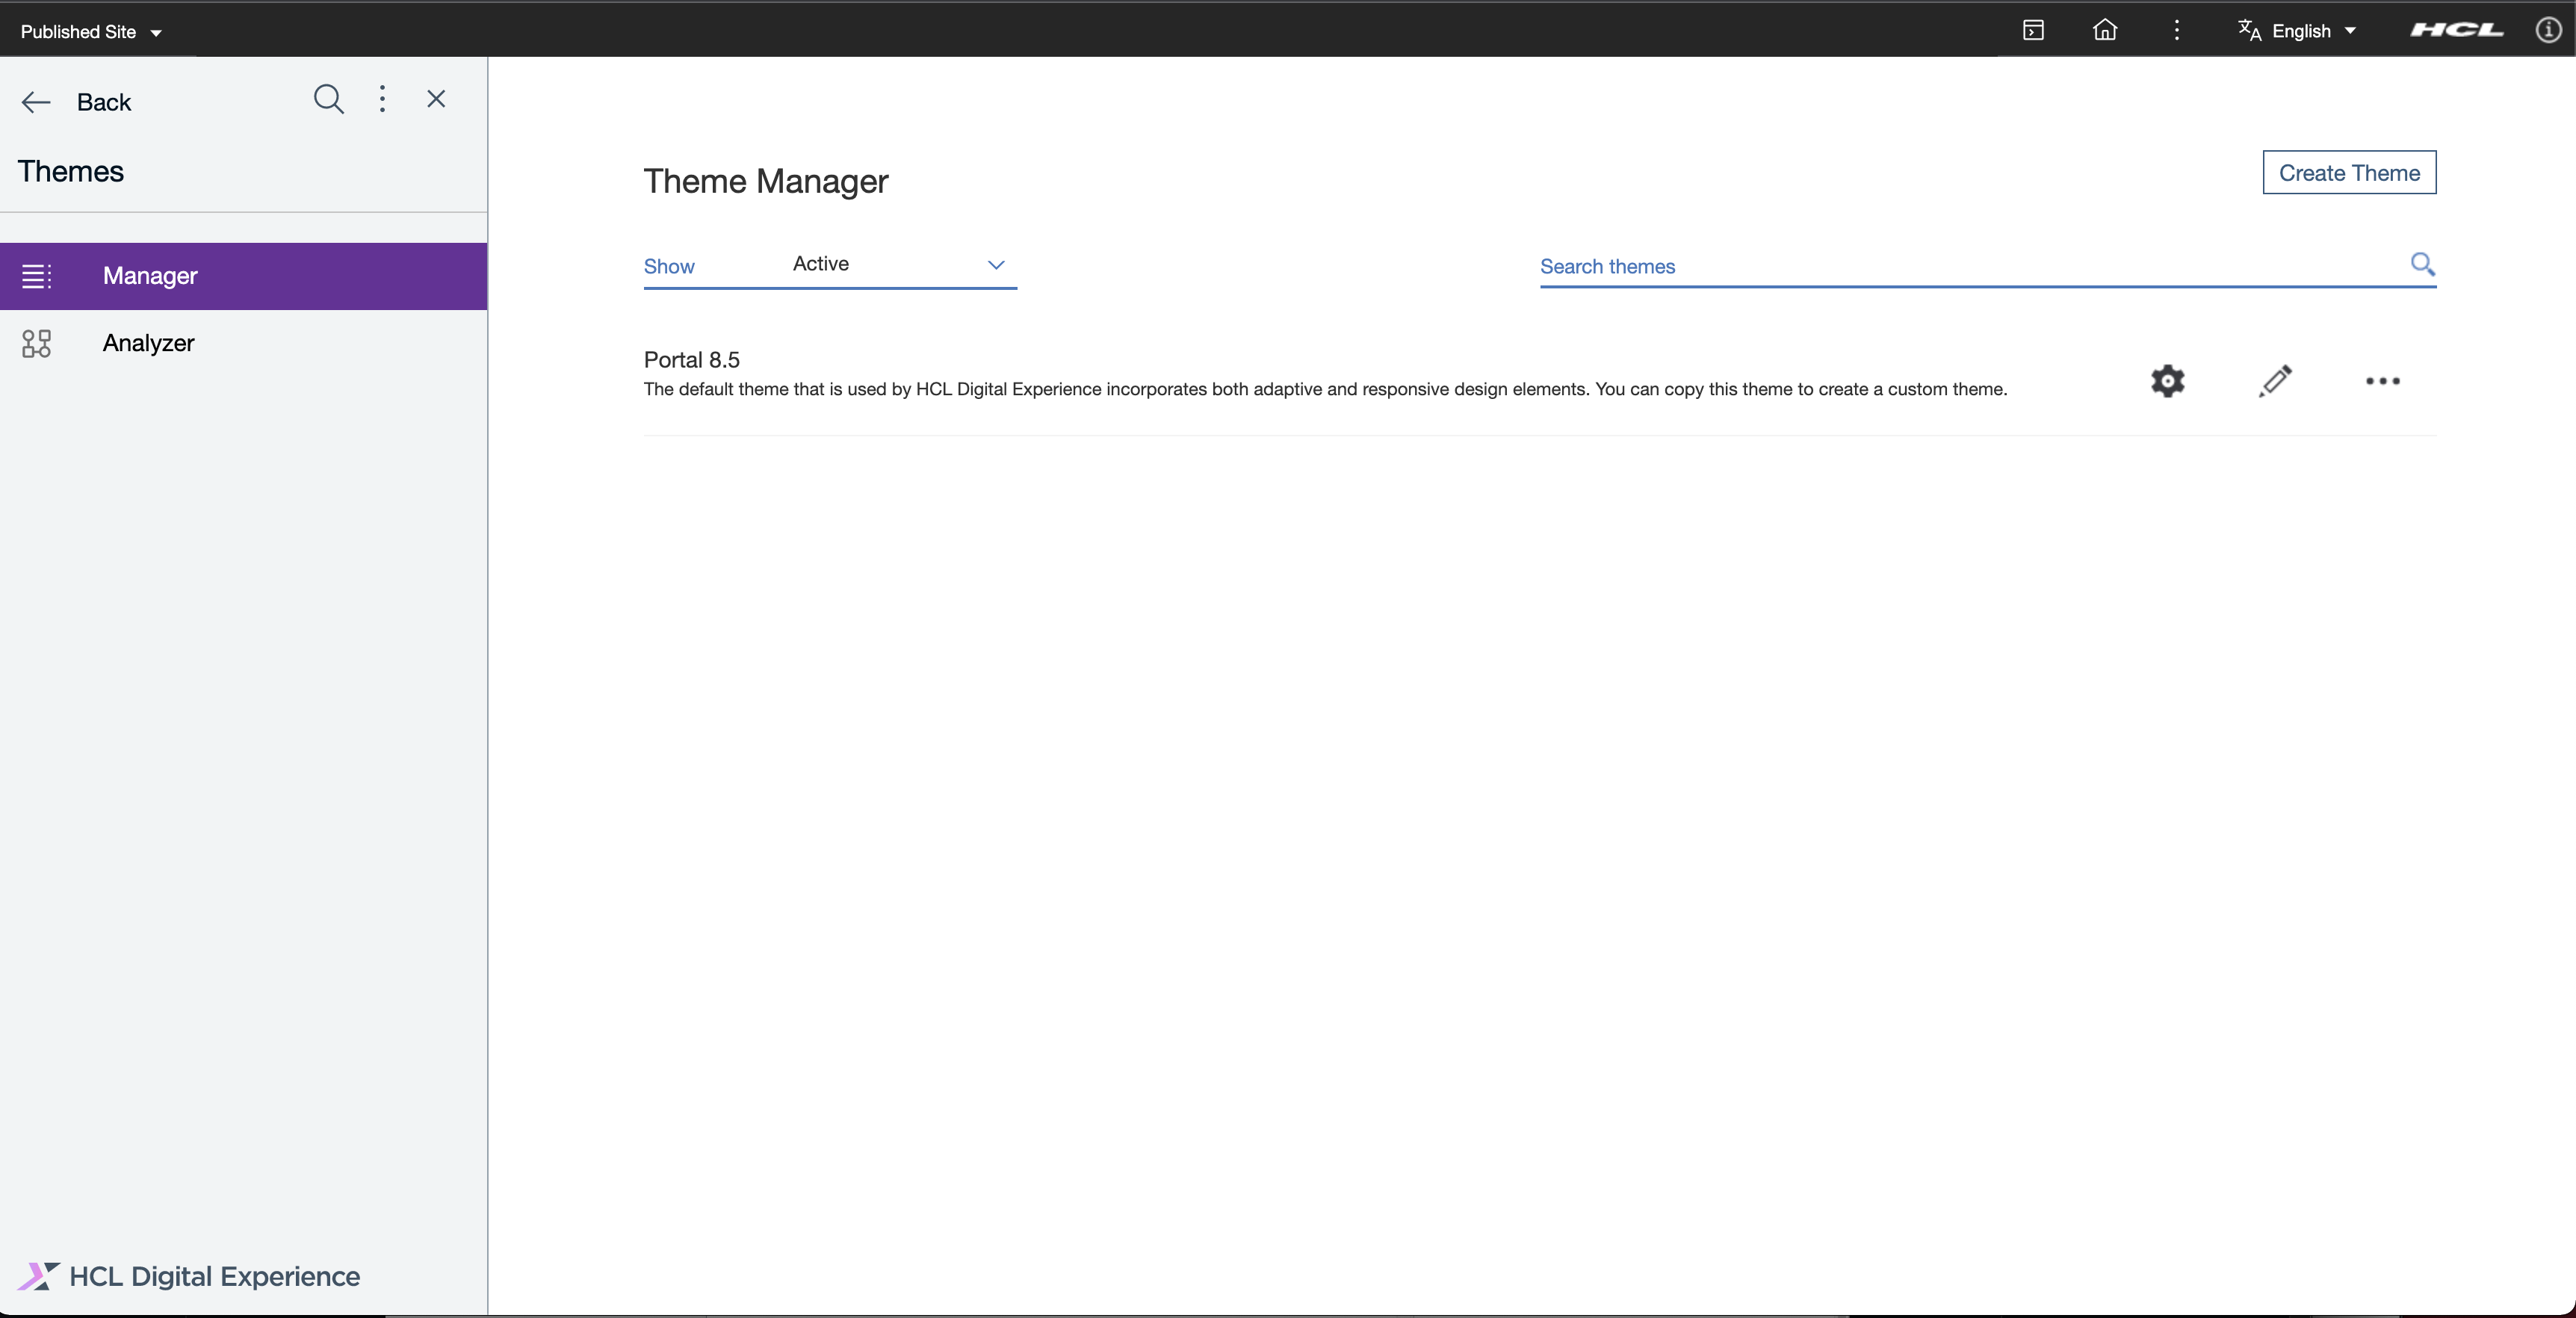 Published Site
English
HCL
Back
Themes
Manager
Analyzer
Theme Manager
Create Theme
Show
Active
Search themes
Portal 8.5
The default theme that is used by HCL Digital Experience incorporates both adaptive and responsive design elements. You can copy this theme to create a custom theme.
HCL Digital Experience